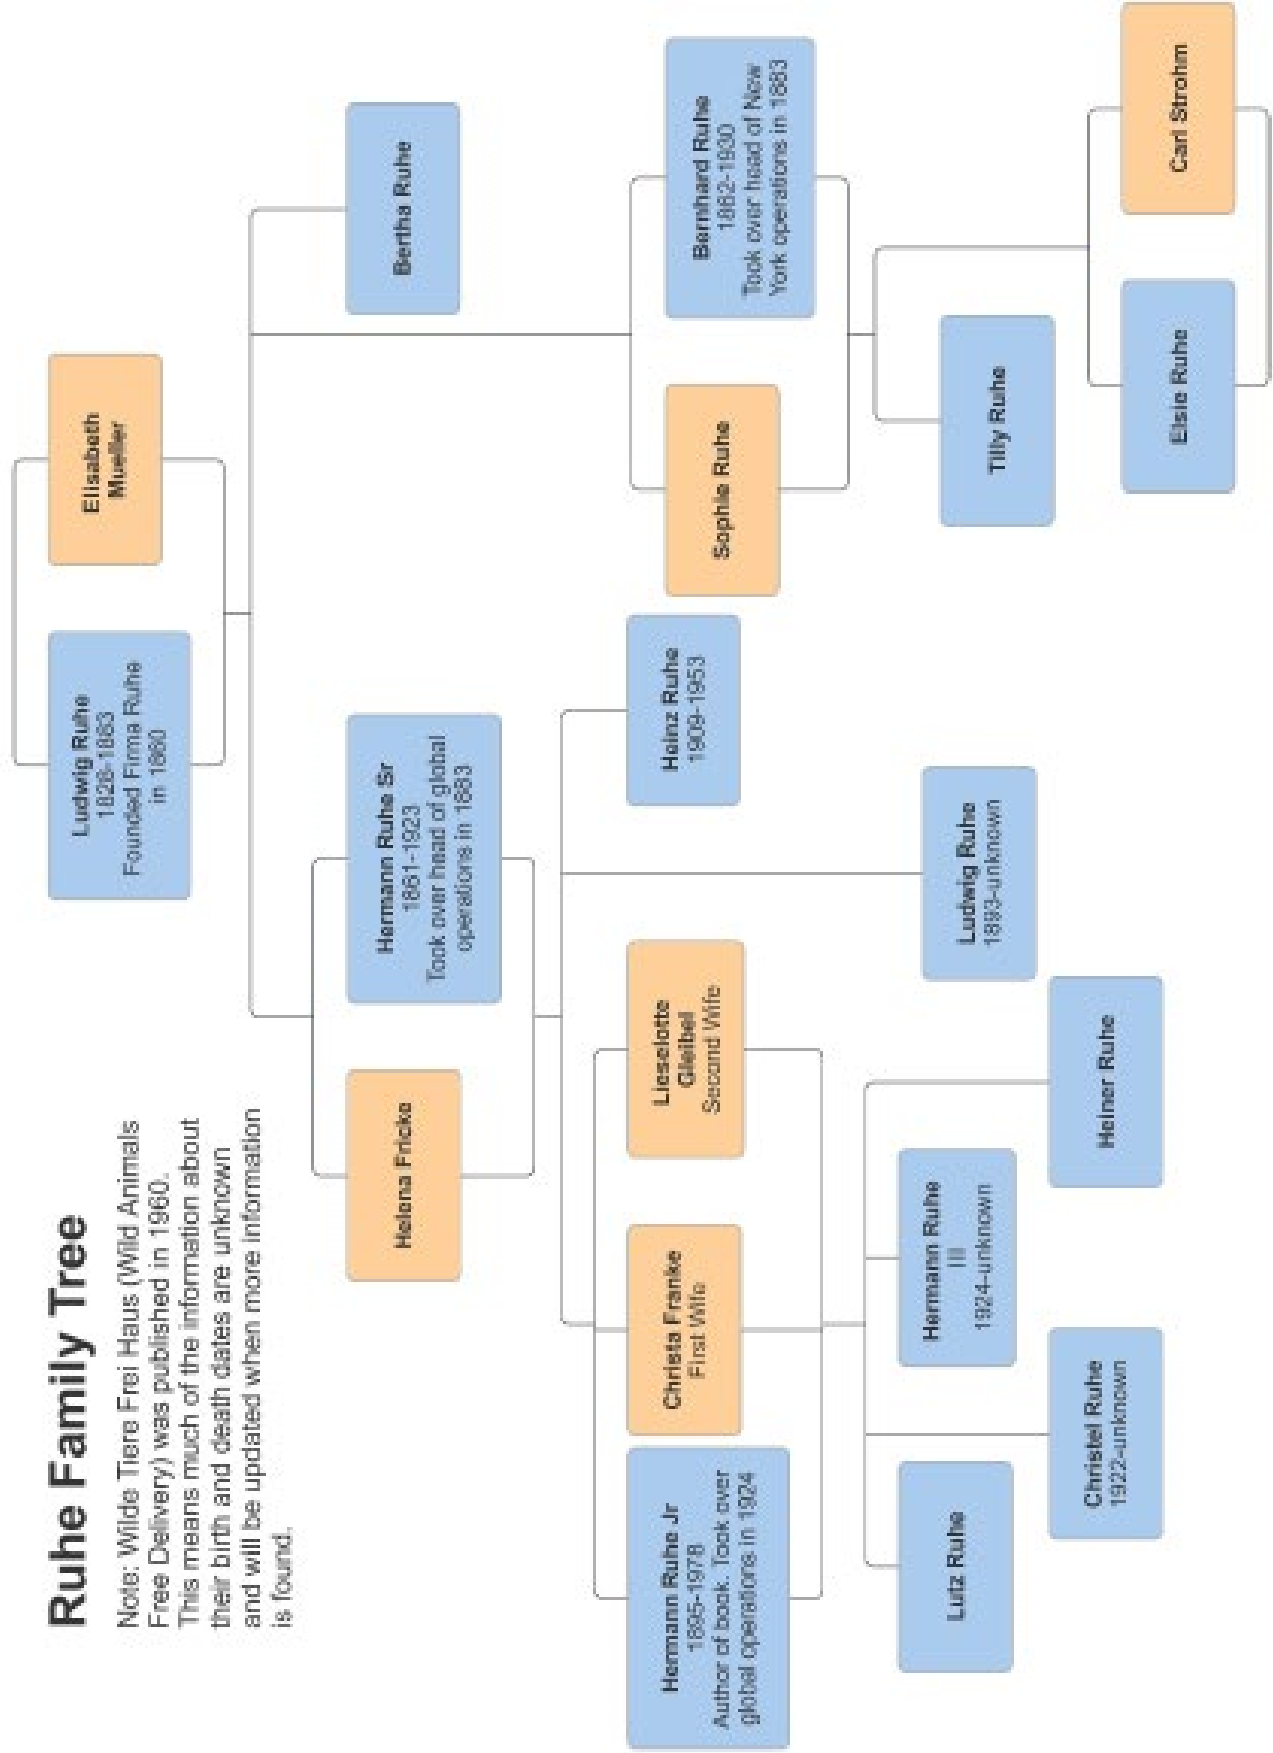 Ruhe Family Tree
Note: Wilde Tiere Frei Haus (Wild Animals
Free Delivery) was published in 1960.
This means much of the information about
their birth and death dates are unknown
and will be updated when more information
is found.
Ludwig Ruhe
1828-1883
Founded Firma Ruhe
in 1860
Elisabeth
Mueller
Helena Fricke
Hermann Ruhe Sr
1861-1923
Took over head of global
operations in 1883
Bertha Ruhe
Hermann Ruhe Jr
1895-1978
Author of book. Took over
global operations in 1924
Christa Franke
First Wife
Lieselotte
Gleibel
Second Wife
Heinz Ruhe
1909-1953
Sophie Ruhe
Bernhard Ruhe
1862-1930
Took over head of New
York operations in 1883
Lutz Ruhe
Hermann Ruhe
III
1924-unknown
Ludwig Ruhe
1893-unknown
Tilly Ruhe
Christel Ruhe
1922-unknown
Heiner Ruhe
Elsie Ruhe
Carl Strohm